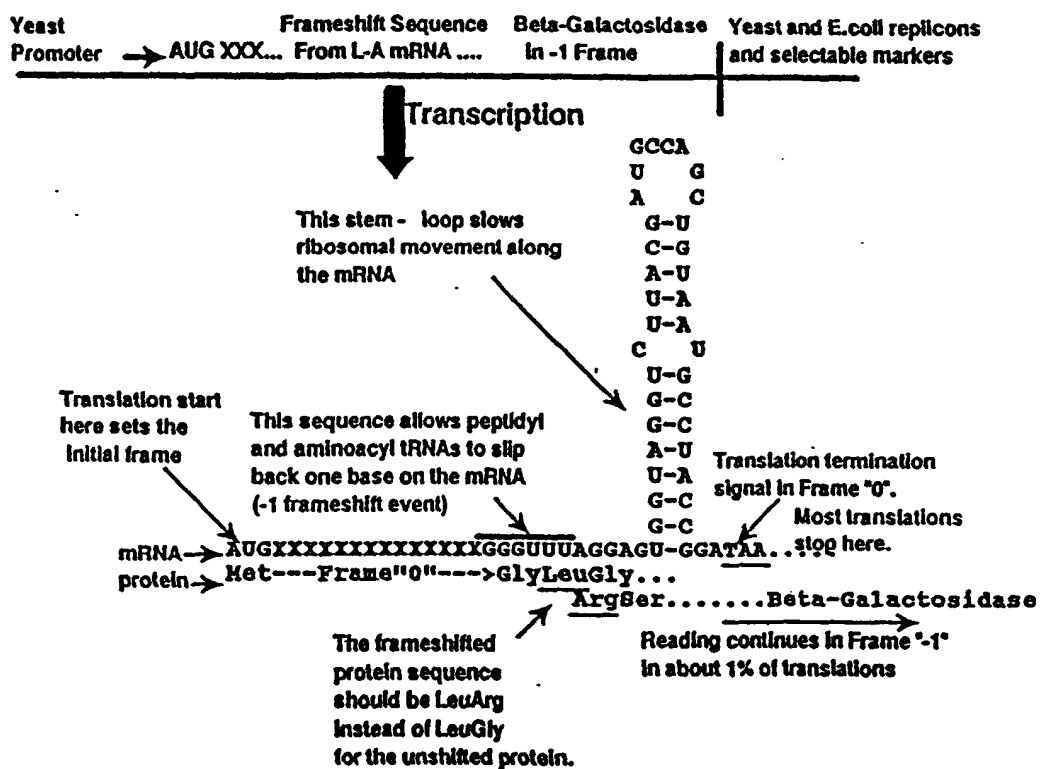 Yeast
Promoter
AUG XXX...
Frameshift Sequence
From L-A mRNA ....
Beta-Galactosidase
In -1 Frame
Yeast and E.coli replicons
and selectable markers
Transcription
GCCA
U G
A C
G-U
C-G
A-U
U-A
U-A
C U
U-G
G-C
G-C
A-U
U-A
G-C
G-C
This stem - loop slows
ribosomal movement along
the mRNA
Translation start
here sets the
initial frame
This sequence allows peptidyl
and aminoacyl tRNAs to slip
back one base on the mRNA
(-1 frameshift event)
Translation termination
signal in Frame "0".
Most translations
stop here.
mRNA
AUGXXXXXXXXXXXXXXGGGUUUAGGAGU-GGATAA....
protein
Met---Frame"0"--->GlyLeuGly...
ArgSer.......Beta-Galactosidase
The frameshifted
protein sequence
should be LeuArg
instead of LeuGly
for the unshifted protein.
Reading continues in Frame "-1"
in about 1% of translations